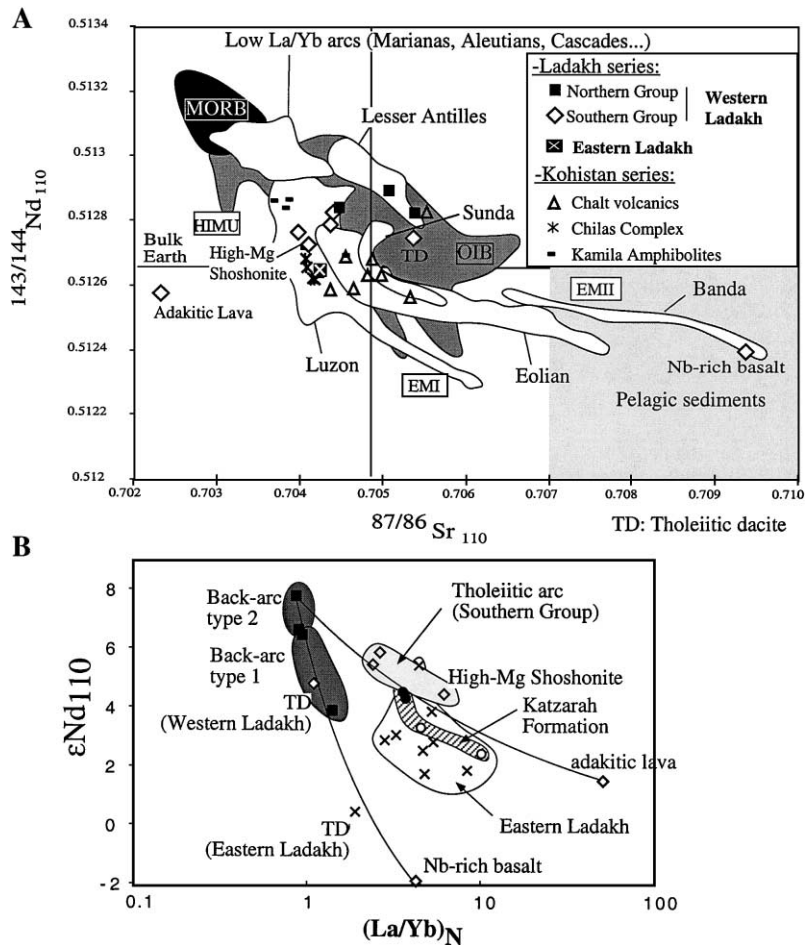 A
0.5134
0.5132
0.513
0.5128
0.5126
0.5124
0.5122
0.512
143/144Nd 110
Low La/Yb arcs (Marianas, Aleutians, Cascades...)
MORB
Lesser Antilles
HIMU
High-Mg
Shoshonite
Sunda
TD
OIB
Bulk
Earth
Adakitic Lava
EMII
Banda
Luzon
EMI
Eolian
Nb-rich basalt
Pelagic sediments
-Ladakh series:
Northern Group
Southern Group
Western
Ladakh
Eastern Ladakh
-Kohistan series:
Chalt volcanics
Chilas Complex
Kamila Amphibolites
0.702
0.703
0.704
0.705
0.706
0.707
0.708
0.709
0.710
87/86Sr 110
TD: Tholeiitic dacite
B
8
6
4
2
0
-2
εNd110
Back-arc
type 2
Back-arc
type 1
TD
(Western Ladakh)
TD
(Eastern Ladakh)
Tholeiitic arc
(Southern Group)
High-Mg Shoshonite
Katzarah
Formation
adakitic lava
Eastern Ladakh
Nb-rich basalt
0.1
1
10
100
(La/Yb)N